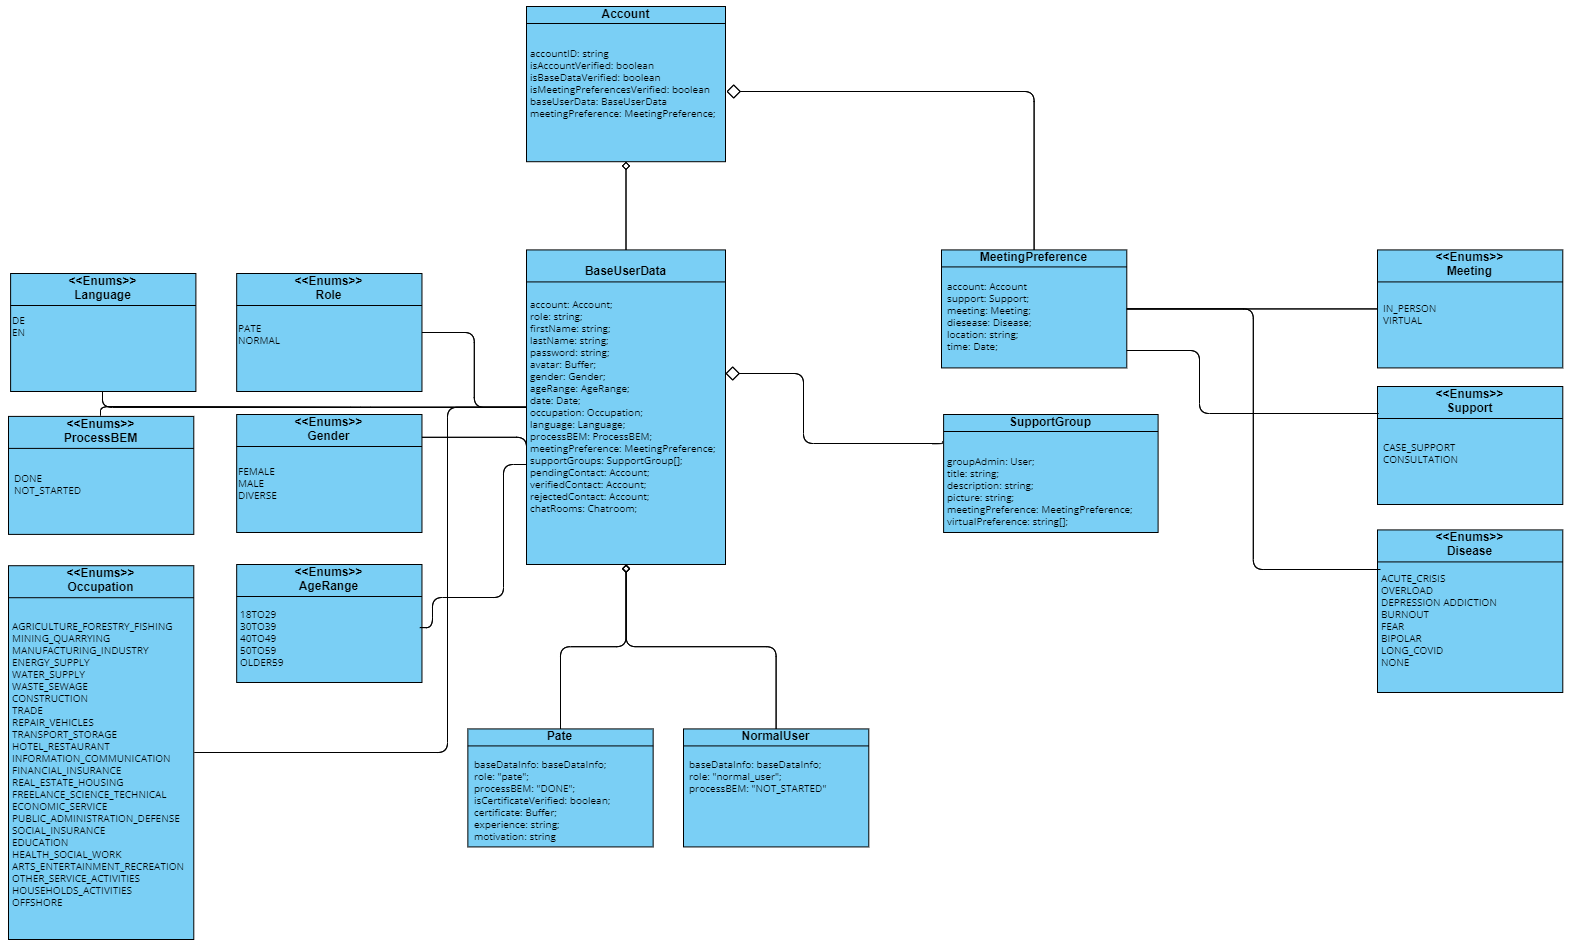 Account
accountID: string
isAccountVerified: boolean
isBaseDataVerified: boolean
isMeetingPreferencesVerified: boolean
baseUserData: BaseUserData
meetingPreference: MeetingPreference;
<<Enums>>
Language
DE
EN
<<Enums>>
Role
PATE
NORMAL
BaseUserData
account: Account;
role: string;
firstName: string;
lastName: string;
password: string;
avatar: Buffer;
gender: Gender;
ageRange: AgeRange;
date: Date;
occupation: Occupation;
language: Language;
processBEM: ProcessBEM;
meetingPreference: MeetingPreference;
supportGroups: SupportGroup[];
pendingContact: Account;
verifiedContact: Account;
rejectedContact: Account;
chatRooms: Chatroom;
MeetingPreference
account: Account
support: Support;
meeting: Meeting;
diesease: Disease;
location: string;
time: Date;
<<Enums>>
Meeting
IN_PERSON
VIRTUAL
<<Enums>>
ProcessBEM
DONE
NOT_STARTED
<<Enums>>
Gender
FEMALE
MALE
DIVERSE
SupportGroup
groupAdmin: User;
title: string;
description: string;
picture: string;
meetingPreference: MeetingPreference;
virtualPreference: string[];
<<Enums>>
Support
CASE_SUPPORT
CONSULTATION
<<Enums>>
Occupation
AGRICULTURE_FORESTRY_FISHING
MINING_QUARRYING
MANUFACTURING_INDUSTRY
ENERGY_SUPPLY
WATER_SUPPLY
WASTE_SEWAGE
CONSTRUCTION
TRADE
REPAIR_VEHICLES
TRANSPORT_STORAGE
HOTEL_RESTAURANT
INFORMATION_COMMUNICATION
FINANCIAL_INSURANCE
REAL_ESTATE_HOUSING
FREELANCE_SCIENCE_TECHNICAL
ECONOMIC_SERVICE
PUBLIC_ADMINISTRATION_DEFENSE
SOCIAL_INSURANCE
EDUCATION
HEALTH_SOCIAL_WORK
ARTS_ENTERTAINMENT_RECREATION
OTHER_SERVICE_ACTIVITIES
HOUSEHOLDS_ACTIVITIES
OFFSHORE
<<Enums>>
AgeRange
18TO29
30TO39
40TO49
50TO59
OLDER59
<<Enums>>
Disease
ACUTE_CRISIS
OVERLOAD
DEPRESSION ADDICTION
BURNOUT
FEAR
BIPOLAR
LONG_COVID
NONE
Pate
baseDataInfo: baseDataInfo;
role: "pate";
processBEM: "DONE";
isCertificateVerified: boolean;
certificate: Buffer;
experience: string;
motivation: string
NormalUser
baseDataInfo: baseDataInfo;
role: "normal_user";
processBEM: "NOT_STARTED"